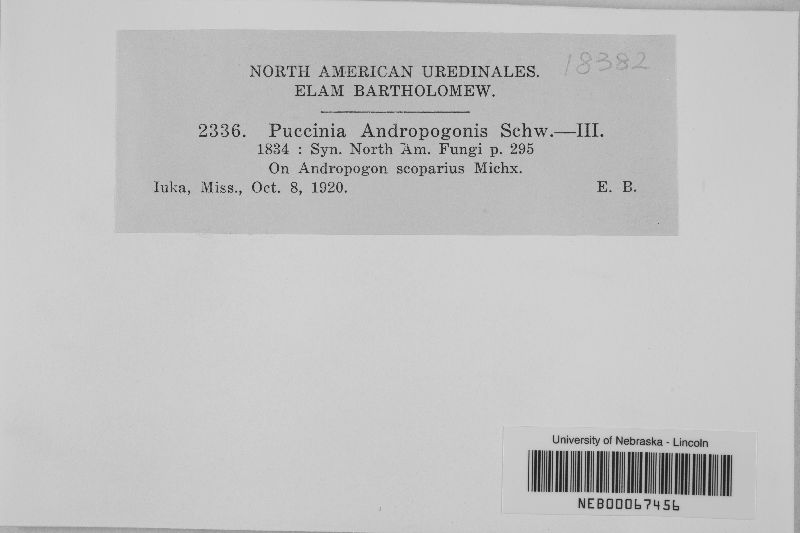 NORTH AMERICAN UREDINALES.
ELAM BARTHOLOMEW.
18382
2336. Puccinia Andropogonis Schw.—III.
1834 : Syn. North Am. Fungi p. 295
On Andropogon scoparius Michx.
Iuka, Miss., Oct. 8, 1920. E. B.
University of Nebraska - Lincoln
NEB00067456